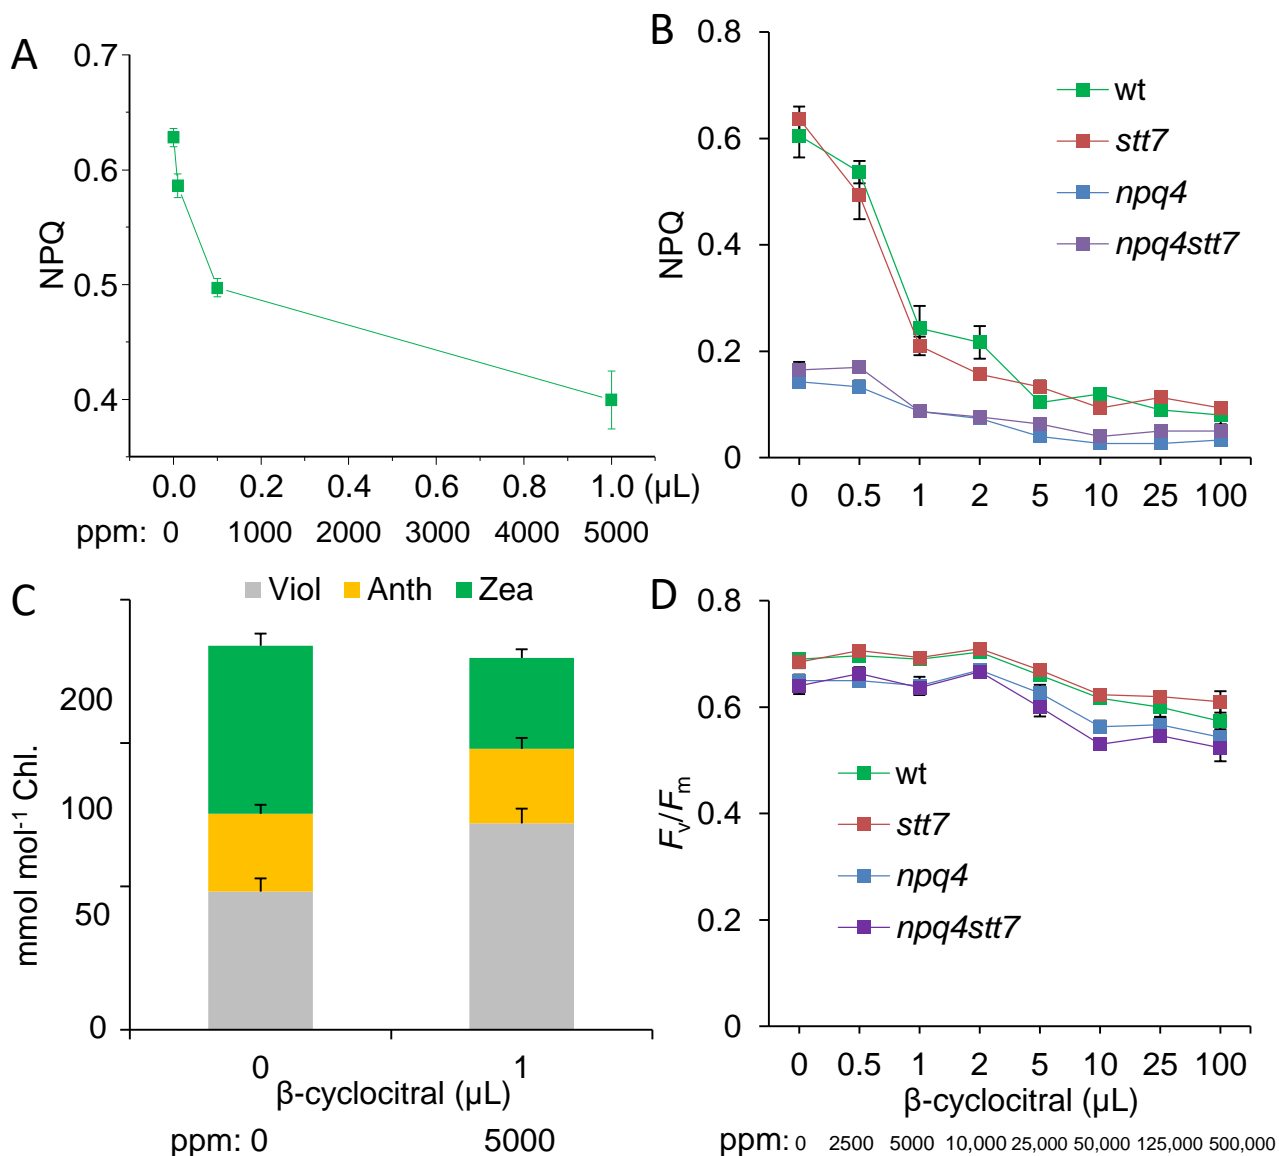 A
0.7
0.6
0.5
0.4
NPQ
0.0 0.2 0.4 0.6 0.8 1.0 (µL)
ppm: 0 1000 2000 3000 4000 5000
B
0.8
0.6
0.4
0.2
0
NPQ
wt
stt7
npq4
npq4stt7
0 0.5 1 2 5 10 25 100
C
Viol Anth Zea
200
100
50
0
mmol mol-1 Chl.
0 1
β-cyclocitral (µL)
ppm: 0 5000
D
0.8
0.6
0.4
0.2
0
Fv/Fm
wt
stt7
npq4
npq4stt7
0 0.5 1 2 5 10 25 100
β-cyclocitral (µL)
ppm: 0 2500 5000 10,000 25,000 50,000 125,000 500,000